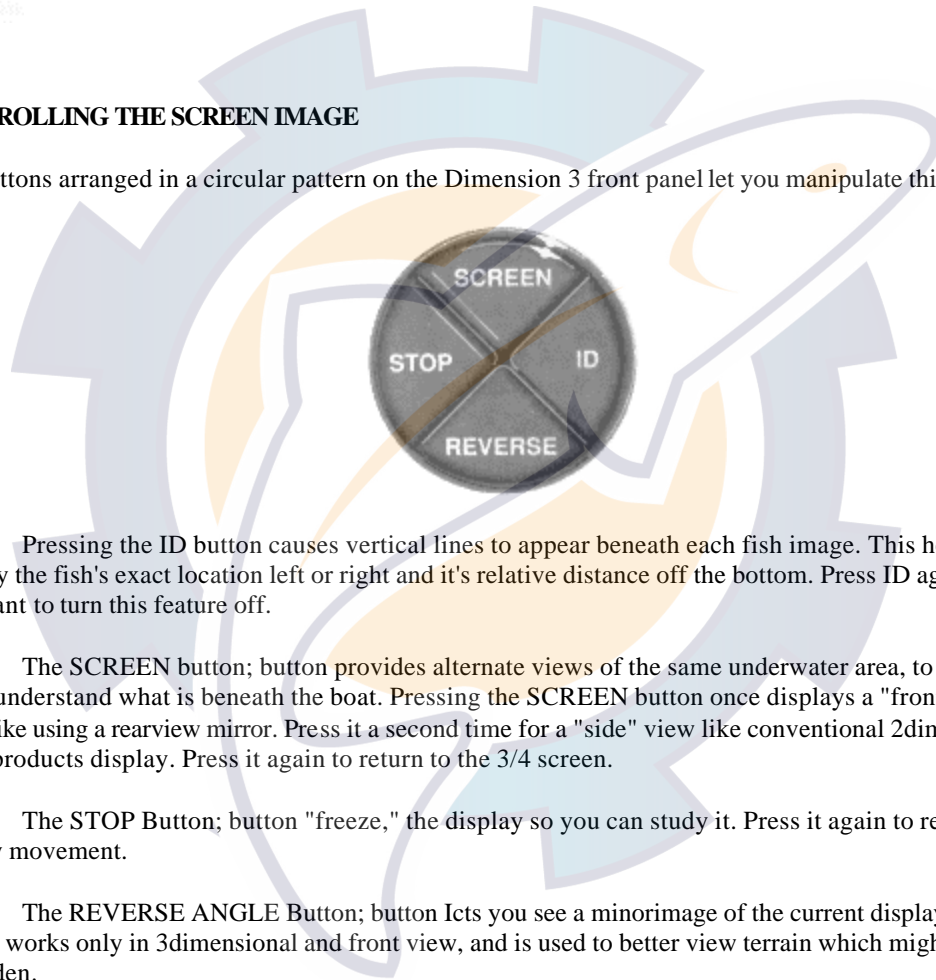 ROLLING THE SCREEN IMAGE
ttons arranged in a circular pattern on the Dimension 3 front panel let you manipulate thi
SCREEN
STOP ID
REVERSE
Pressing the ID button causes vertical lines to appear beneath each fish image. This h
y the fish's exact location left or right and it's relative distance off the bottom. Press ID ag
ant to turn this feature off.
The SCREEN button; button provides alternate views of the same underwater area, to
understand what is beneath the boat. Pressing the SCREEN button once displays a "fron
ike using a rearview mirror. Press it a second time for a "side" view like conventional 2dim
products display. Press it again to return to the 3/4 screen.
The STOP Button; button "freeze," the display so you can study it. Press it again to re
y movement.
The REVERSE ANGLE Button; button Icts you see a minorimage of the current display
works only in 3dimensional and front view, and is used to better view terrain which migh
den.